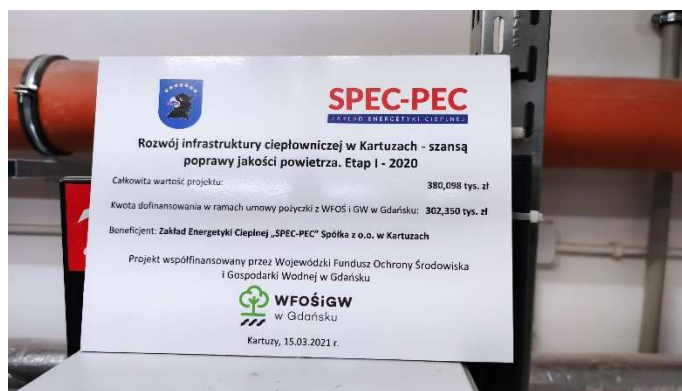 SPEC-PEC
ZAKŁAD ENERGETYKI CIEPLNEJ
Rozwój infrastruktury ciepłowniczej w Kartuzach - szansą
poprawy jakości powietrza. Etap I - 2020
Całkowita wartość projektu: 380,098 tys. zł
Kwota dofinansowania w ramach umowy pożyczki z WFOŚ i GW w Gdańsku: 302,350 tys. zł
Beneficjent: Zakład Energetyki Cieplnej „SPEC-PEC” Spółka z o.o. w Kartuzach
Projekt współfinansowany przez Wojewódzki Fundusz Ochrony Środowiska
i Gospodarki Wodnej w Gdańsku
WFOŚiGW
w Gdańsku
Kartuzy, 15.03.2021 r.